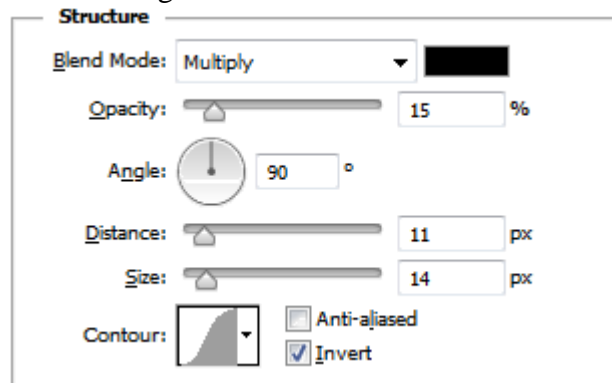 Structure
Blend Mode: Multiply
Opacity: 15 %
Angle: 90 °
Distance: 11 px
Size: 14 px
Contour: Anti-aliased
Invert